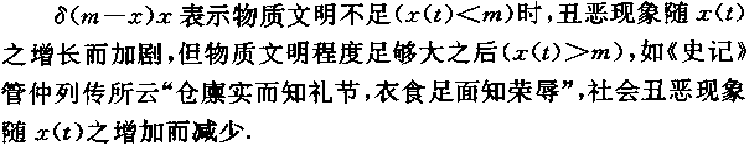 δ(m－x)x 表示物质文明不足(x(t)<m)时,丑恶现象随 x(t)
之增长而加剧,但物质文明程度足够大之后(x(t)>m),如《史记》
管仲列传所云“仓廪实而知礼节,衣食足面知荣辱”,社会丑恶现象
随 x(t)之增加而减少.